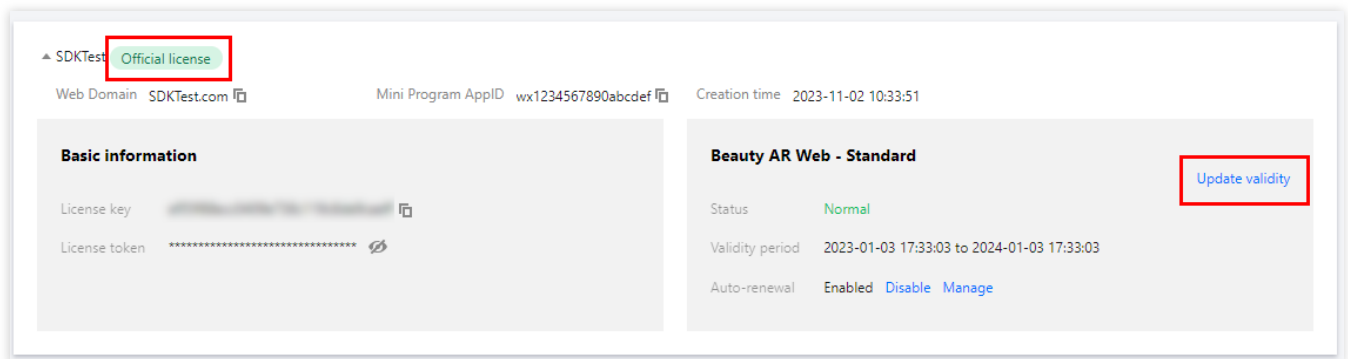 SDKTest Official license
Web Domain SDKTest.com Mini Program AppID wx1234567890abcdef Creation time 2023-11-02 10:33:51
Basic information
License key
License token ********************************
Beauty AR Web - Standard
Update validity
Status Normal
Validity period 2023-01-03 17:33:03 to 2024-01-03 17:33:03
Auto-renewal Enabled Disable Manage